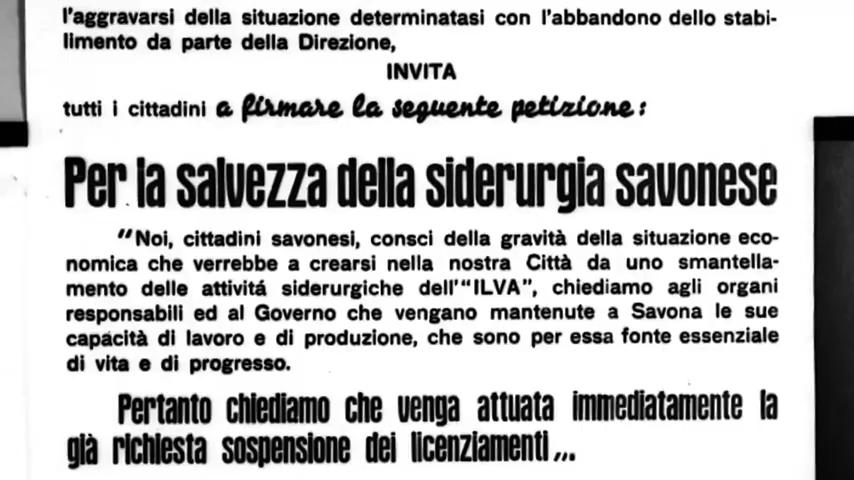 l'aggravarsi della situazione determinatasi con l'abbandono dello stabi-
limento da parte della Direzione,
INVITA
tutti i cittadini a firmare la seguente petizione:
Per la salvezza della siderurgia savonese
"Noi, cittadini savonesi, consci della gravità della situazione eco-
nomica che verrebbe a crearsi nella nostra Città da uno smantella-
mento delle attivitá siderurgiche dell'"ILVA", chiediamo agli organi
responsabili ed al Governo che vengano mantenute a Savona le sue
capacità di lavoro e di produzione, che sono per essa fonte essenziale
di vita e di progresso.
Pertanto chiediamo che venga attuata immediatamente la
già richiesta sospensione dei licenziamenti...